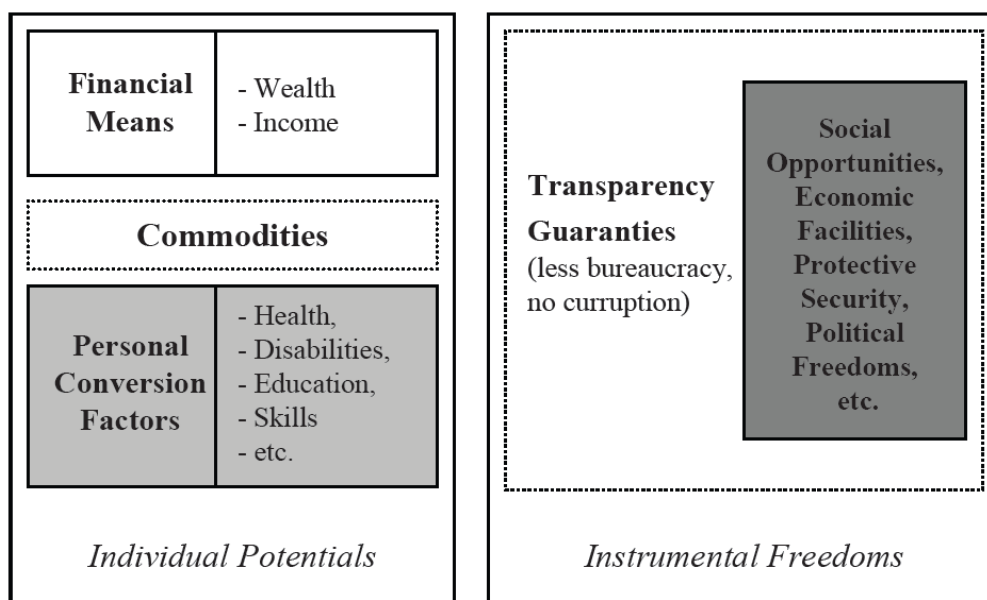 Financial
Means
- Wealth
- Income
Commodities
Personal
Conversion
Factors
- Health,
- Disabilities,
- Education,
- Skills
- etc.
Individual Potentials
Transparency
Guaranties
(less bureaucracy,
no curruption)
Social
Opportunities,
Economic
Facilities,
Protective
Security,
Political
Freedoms,
etc.
Instrumental Freedoms